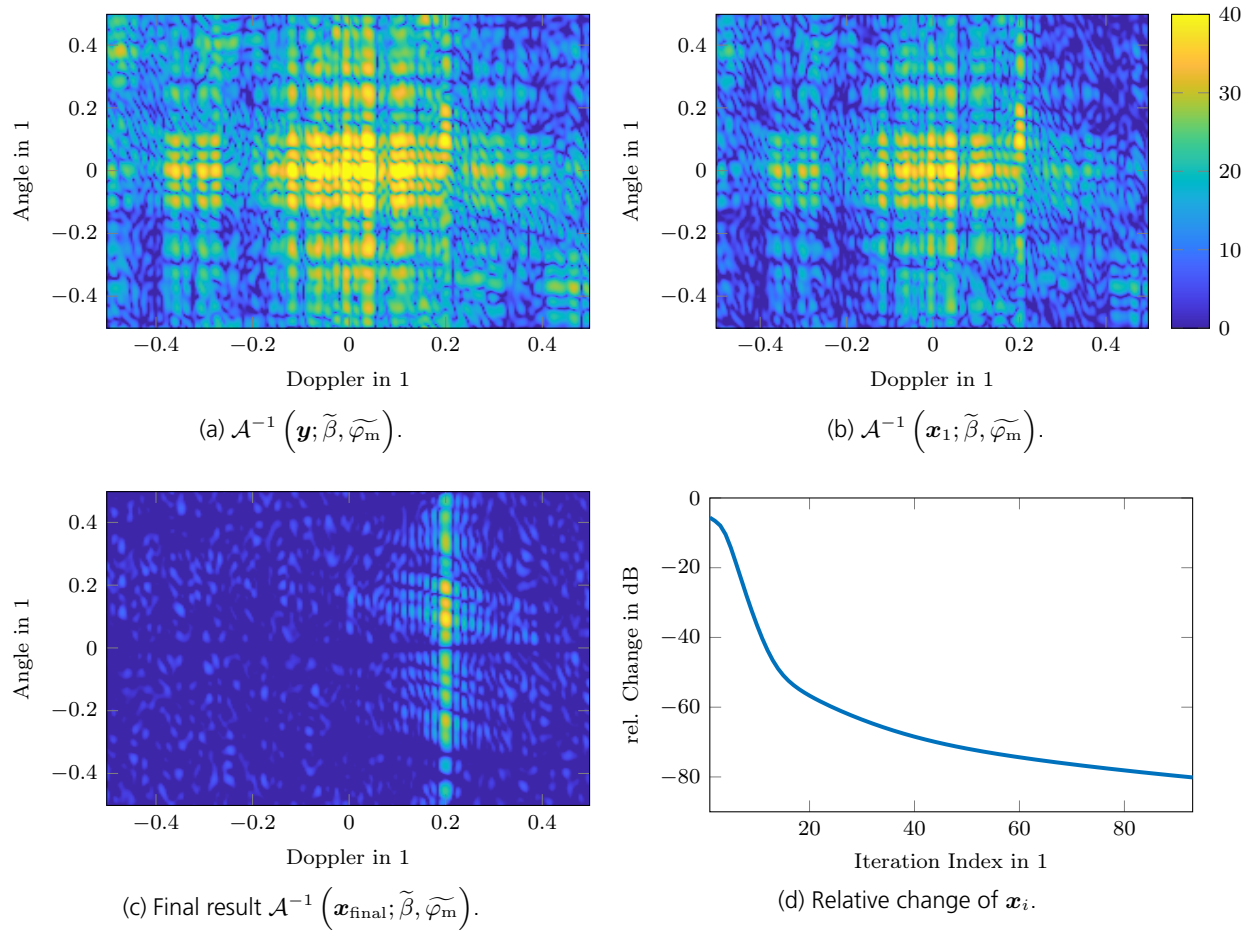 0.4
0.2
0
−0.2
−0.4
Angle in 1
−0.4 −0.2 0 0.2 0.4
Doppler in 1
(a) 𝒜⁻¹ (𝒚; β̃, φ̃ₘ).
0.4
0.2
0
−0.2
−0.4
Angle in 1
−0.4 −0.2 0 0.2 0.4
Doppler in 1
40
30
20
10
0
(b) 𝒜⁻¹ (𝒙₁; β̃, φ̃ₘ).
0.4
0.2
0
−0.2
−0.4
Angle in 1
−0.4 −0.2 0 0.2 0.4
Doppler in 1
(c) Final result 𝒜⁻¹ (𝒙_final; β̃, φ̃ₘ).
0
−20
−40
−60
−80
rel. Change in dB
20 40 60 80
Iteration Index in 1
(d) Relative change of 𝒙ᵢ.